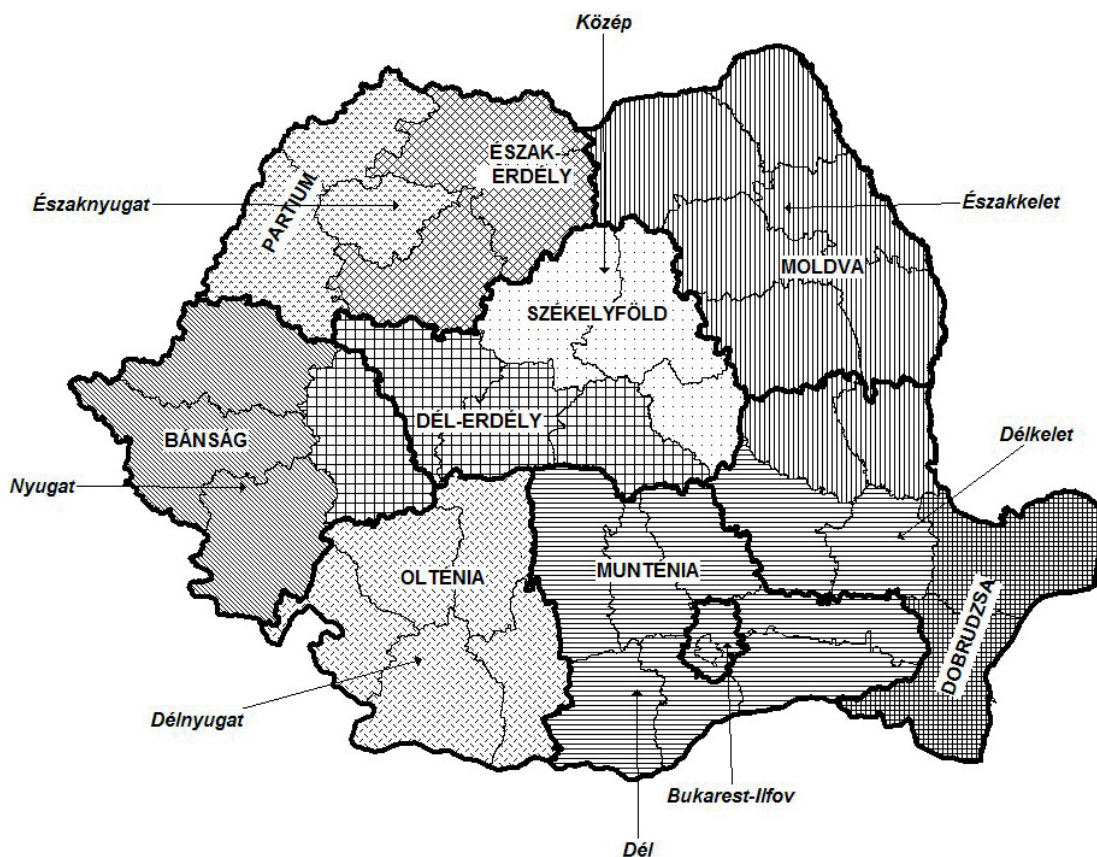 Közép
ÉSZAK-
ERDÉLY
PARTIUM
Északnyugat
Északkelet
MOLDVA
SZÉKELYFÖLD
DÉL-ERDÉLY
BÁNSÁG
Délkelet
Nyugat
OLTÉNIA
MUNTÉNIA
DOBRUDZSA
Délnyugat
Bukarest-Ilfov
Dél